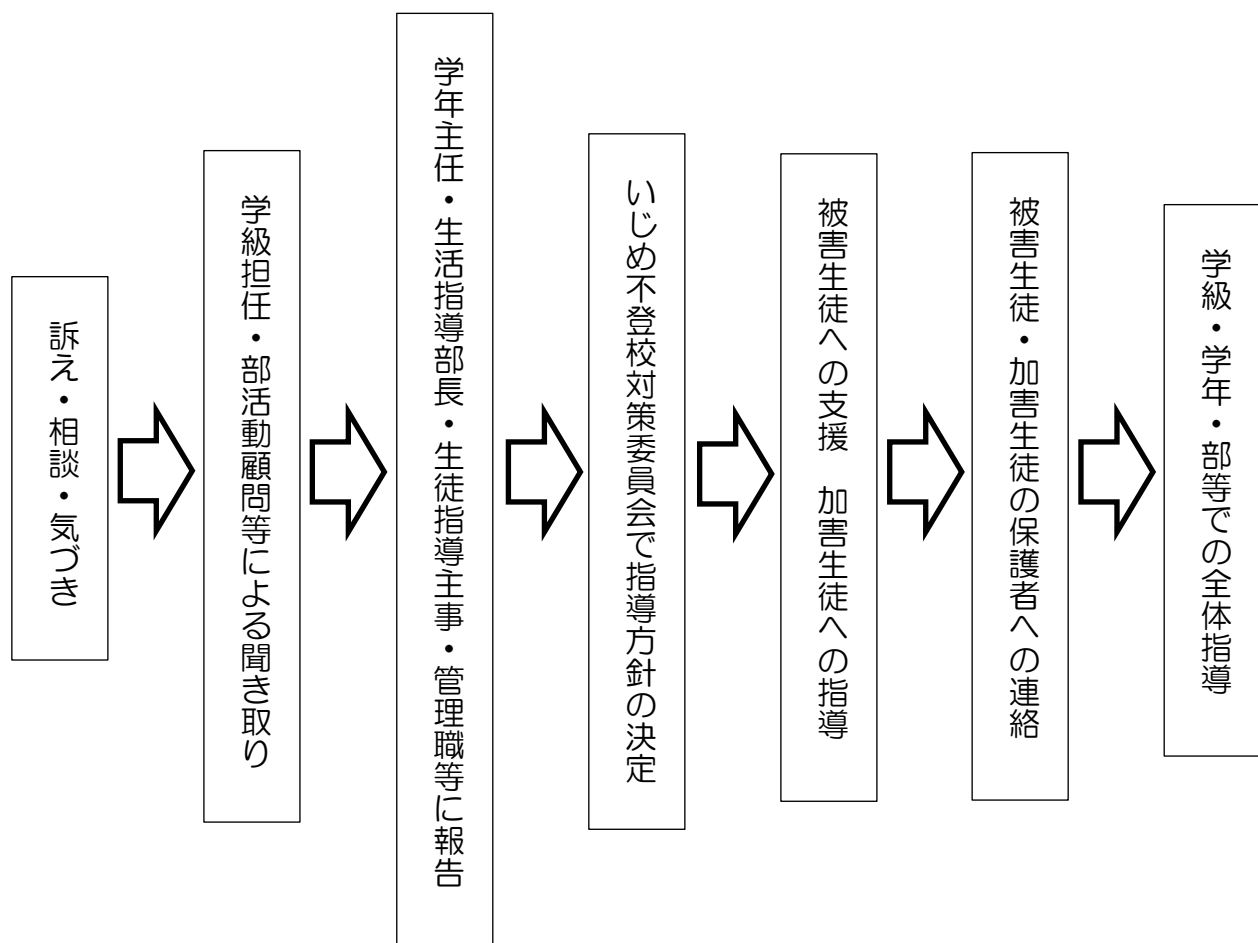 訴え・相談・気づき
学級担任・部活動顧問等による聞き取り
学年主任・生活指導部長・生徒指導主事・管理職等に報告
いじめ不登校対策委員会で指導方針の決定
被害生徒への支援　加害生徒への指導
被害生徒・加害生徒の保護者への連絡
学級・学年・部等での全体指導